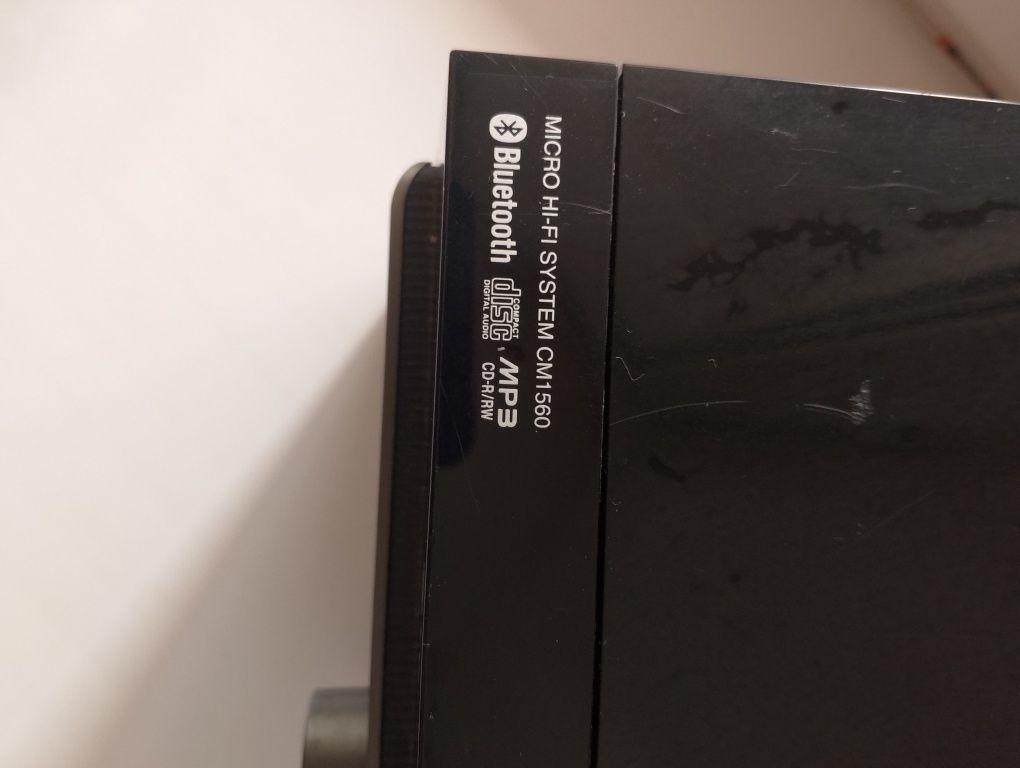 MICRO HI-FI SYSTEM CM1560
Bluetooth
COMPACT
disc
DIGITAL AUDIO
MP3
CD-R/RW